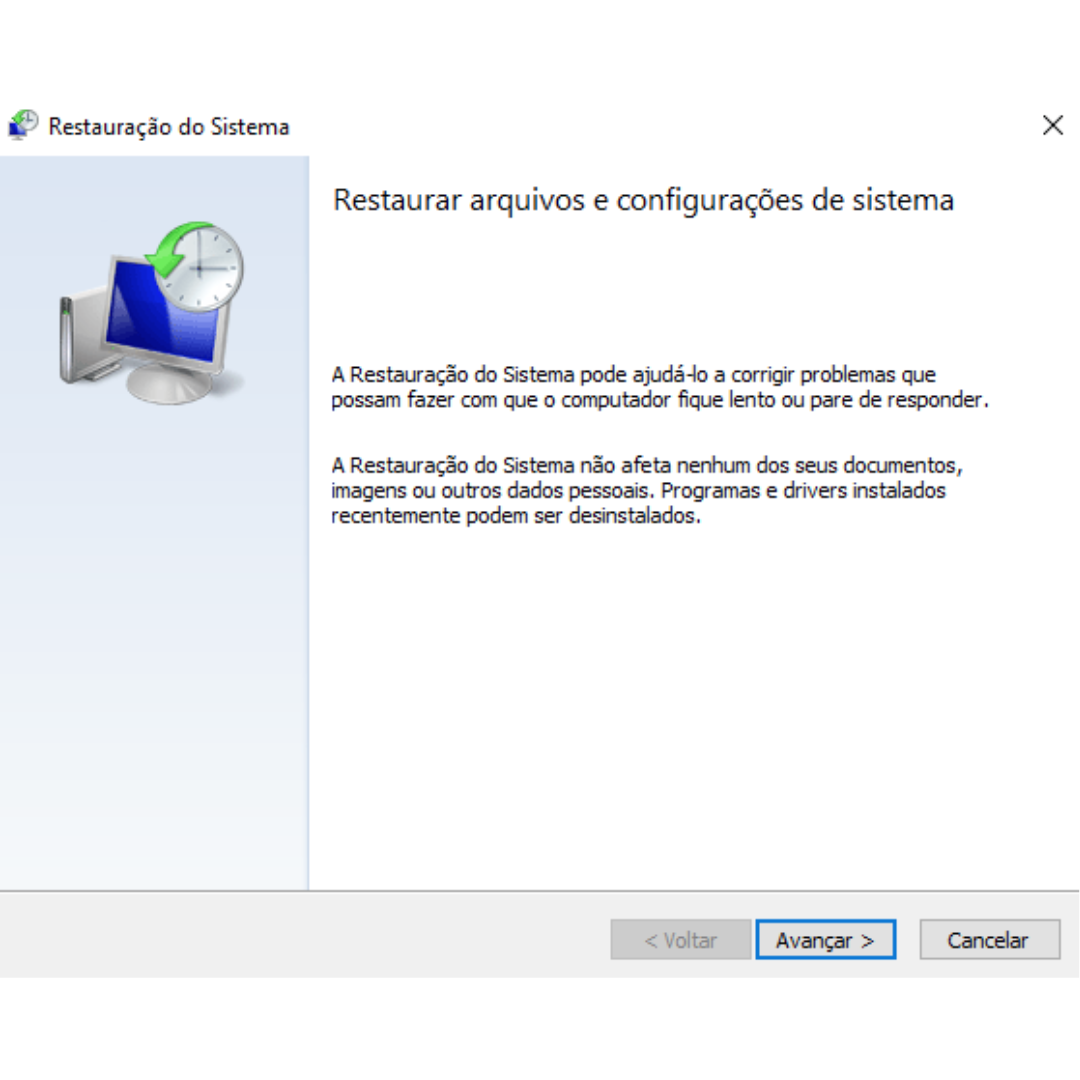 Restauração do Sistema
Restaurar arquivos e configurações de sistema
A Restauração do Sistema pode ajudá-lo a corrigir problemas que
possam fazer com que o computador fique lento ou pare de responder.
A Restauração do Sistema não afeta nenhum dos seus documentos,
imagens ou outros dados pessoais. Programas e drivers instalados
recentemente podem ser desinstalados.
< Voltar Avançar > Cancelar